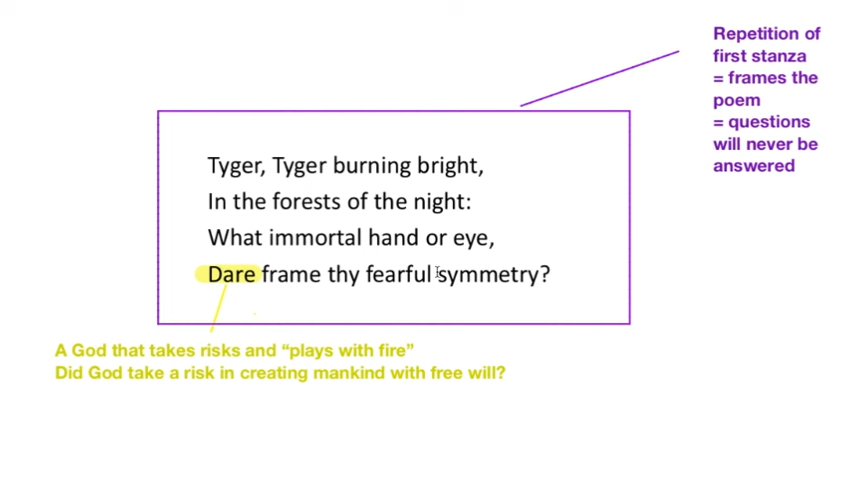 Repetition of
first stanza
= frames the
poem
= questions
will never be
answered
Tyger, Tyger burning bright,
In the forests of the night:
What immortal hand or eye,
Dare frame thy fearful symmetry?
A God that takes risks and “plays with fire”
Did God take a risk in creating mankind with free will?